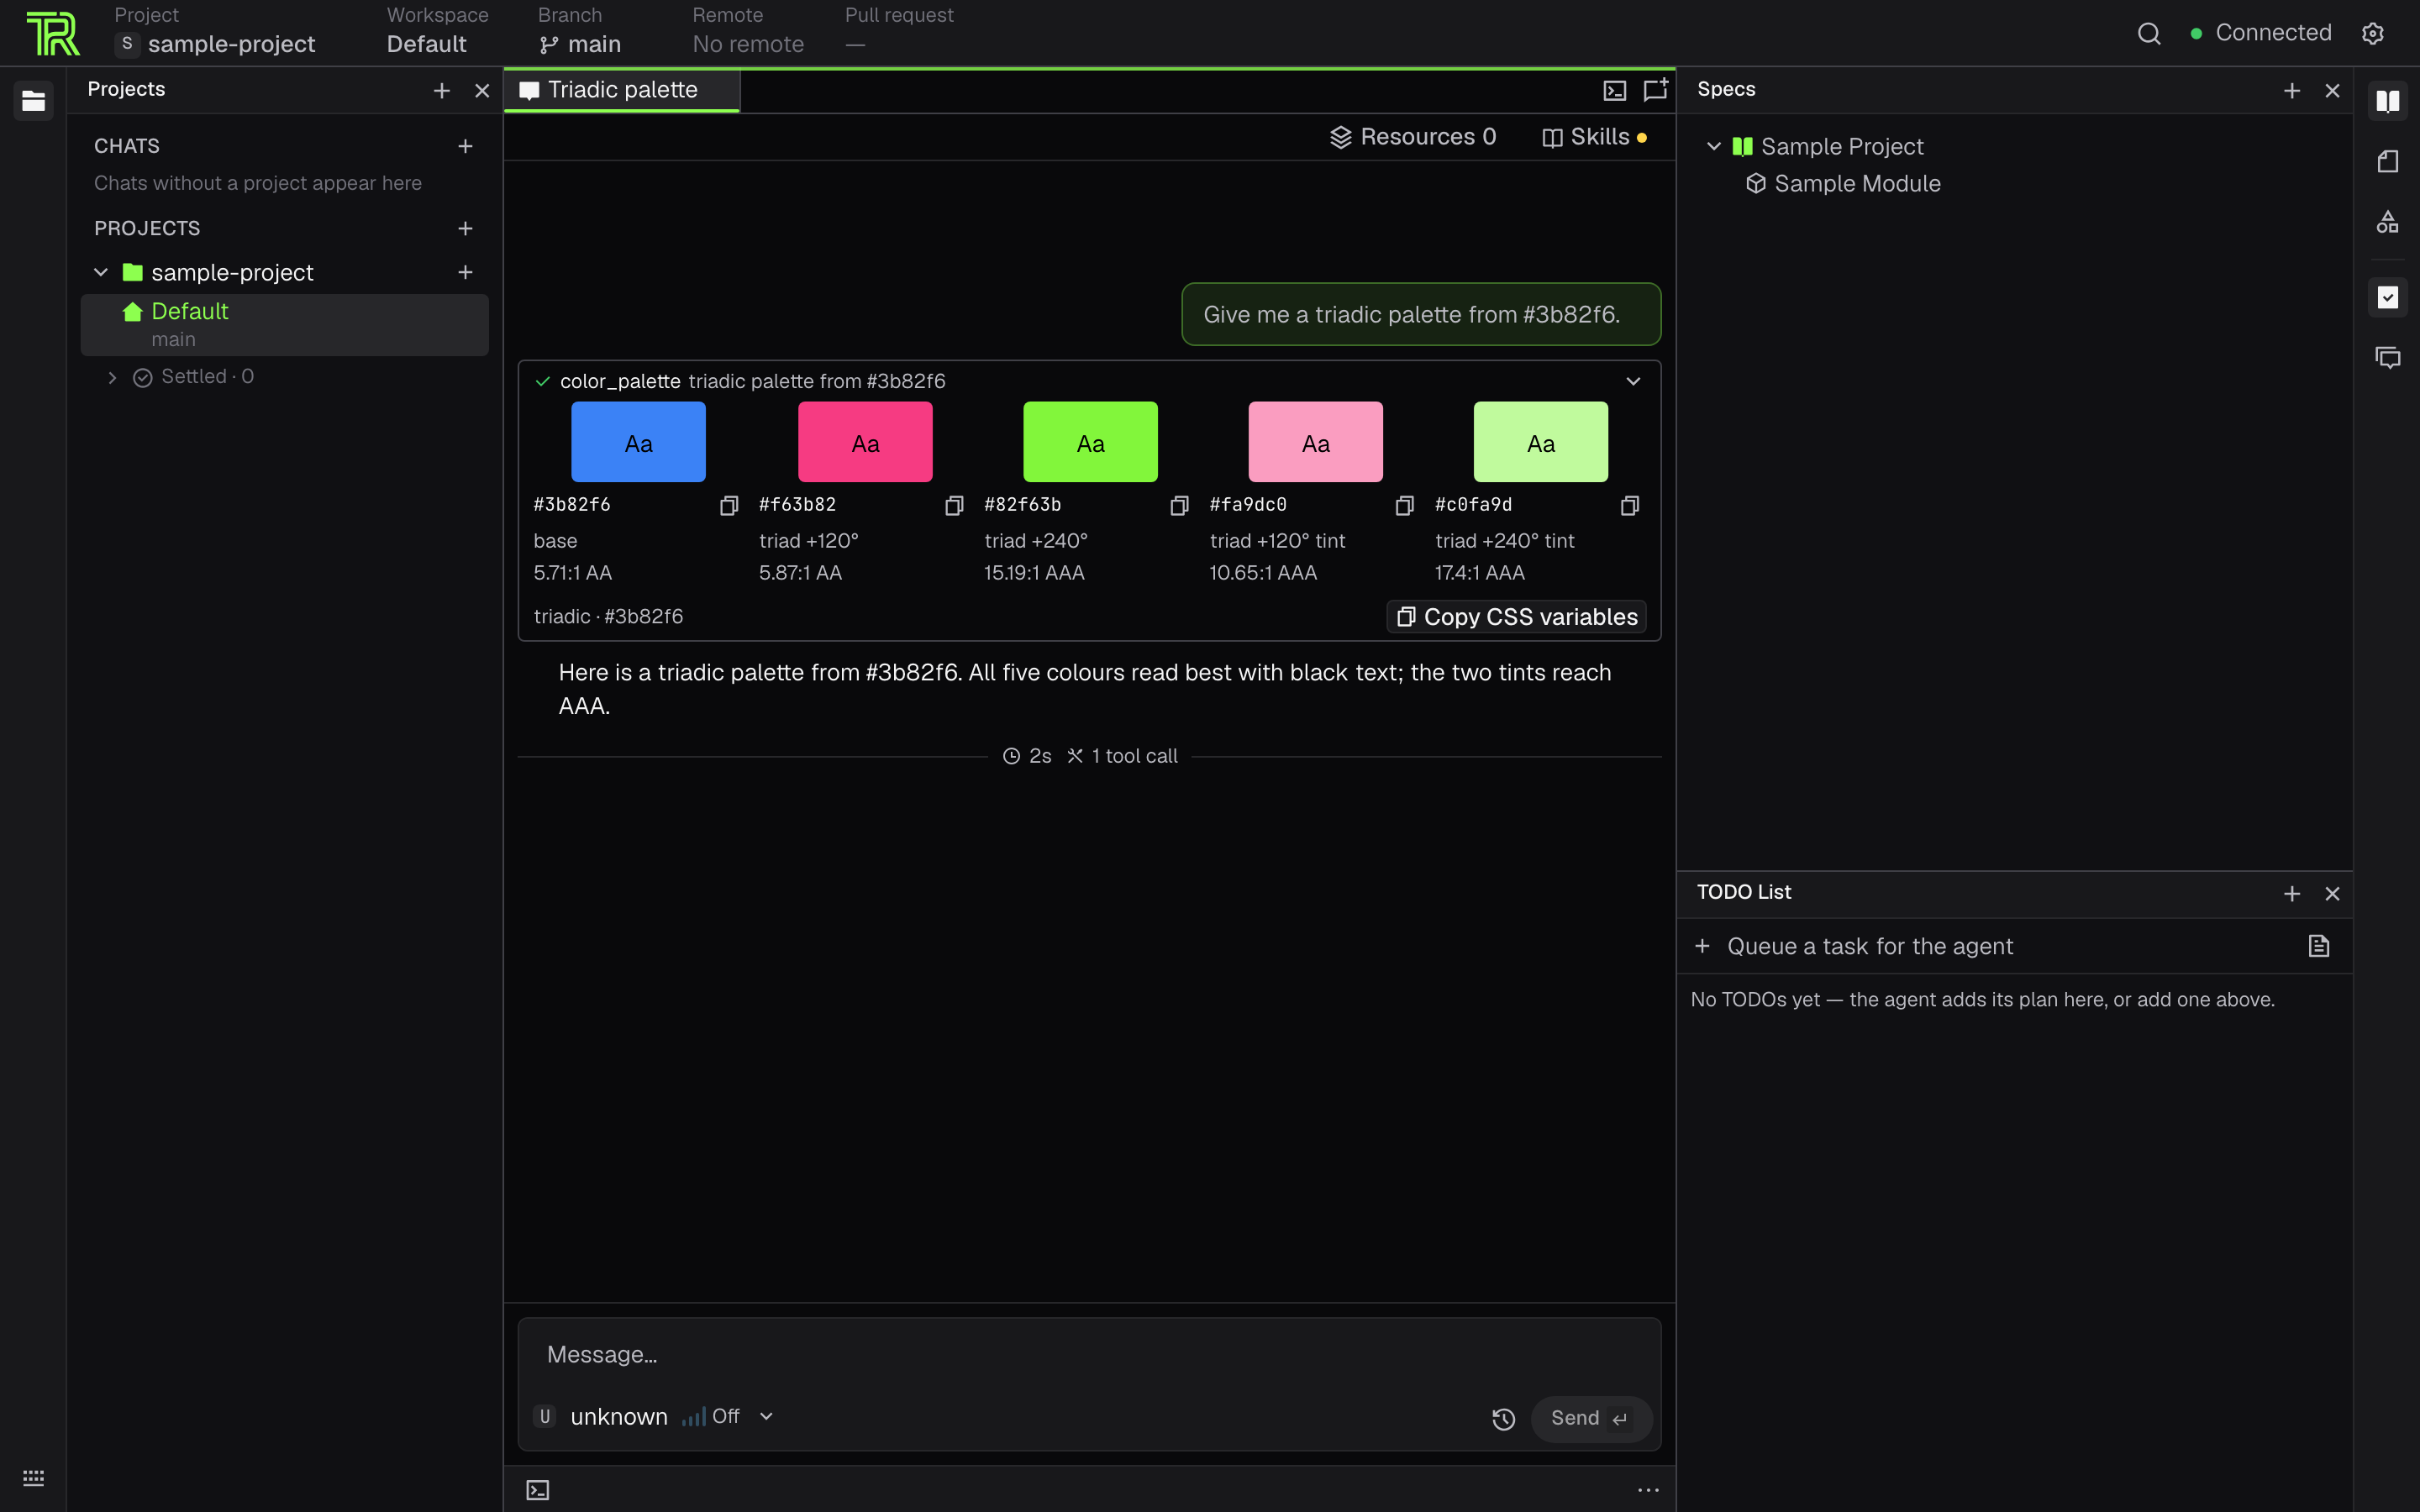 Project
S sample-project
Workspace
Default
Branch
main
Remote
No remote
Pull request
—
Connected
Projects
CHATS
Chats without a project appear here
PROJECTS
sample-project
Default
main
Settled · 0
Triadic palette
Resources 0
Skills
Give me a triadic palette from #3b82f6.
color_palette triadic palette from #3b82f6
Aa
Aa
Aa
Aa
Aa
#3b82f6
#f63b82
#82f63b
#fa9dc0
#c0fa9d
base
triad +120°
triad +240°
triad +120° tint
triad +240° tint
5.71:1 AA
5.87:1 AA
15.19:1 AAA
10.65:1 AAA
17.4:1 AAA
triadic · #3b82f6
Copy CSS variables
Here is a triadic palette from #3b82f6. All five colours read best with black text; the two tints reach
AAA.
2s
1 tool call
Message...
U unknown
Off
Send
Specs
Sample Project
Sample Module
TODO List
Queue a task for the agent
No TODOs yet — the agent adds its plan here, or add one above.